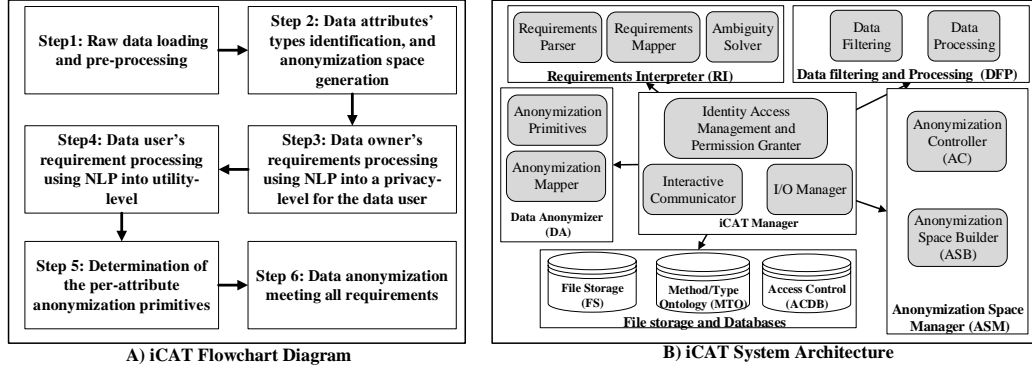 Step1: Raw data loading
and pre-processing
Step 2: Data attributes'
types identification, and
anonymization space
generation
Step4: Data user's
requirement processing
using NLP into utility-
level
Step3: Data owner's
requirements processing
using NLP into a privacy-
level for the data user
Step 5: Determination of
the per-attribute
anonymization primitives
Step 6: Data anonymization
meeting all requirements
A) iCAT Flowchart Diagram
Requirements
Parser
Requirements
Mapper
Ambiguity
Solver
Requirements Interpreter (RI)
Data
Filtering
Data
Processing
Data filtering and Processing (DFP)
Anonymization
Primitives
Anonymization
Mapper
Data Anonymizer
(DA)
Identity Access
Management and
Permission Granter
Interactive
Communicator
I/O Manager
iCAT Manager
Anonymization
Controller
(AC)
Anonymization
Space Builder
(ASB)
Anonymization Space
Manager (ASM)
File Storage
(FS)
Method/Type
Ontology (MTO)
Access Control
(ACDB)
File storage and Databases
B) iCAT System Architecture